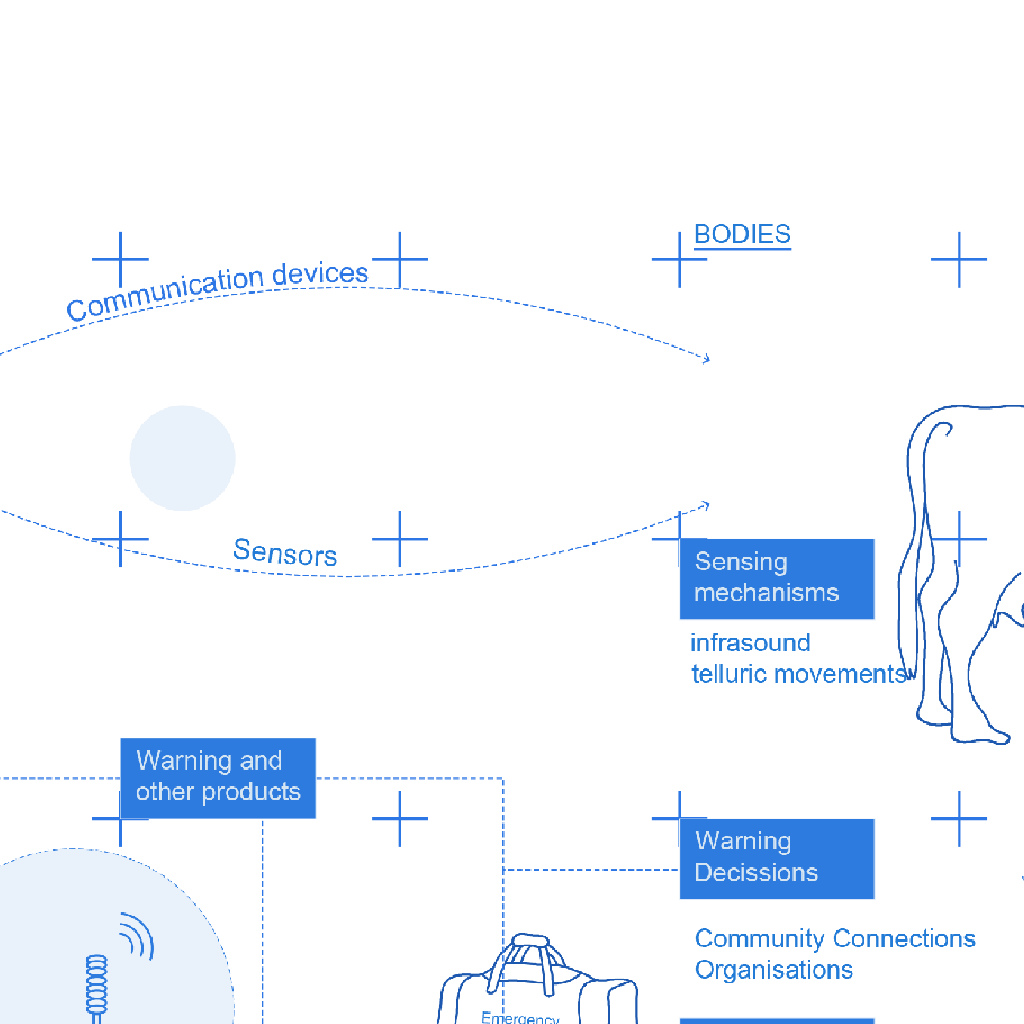 BODIES
Communication devices
Sensors
Sensing
mechanisms
infrasound
telluric movements
Warning and
other products
Warning
Decissions
Community Connections
Organisations
Emergency